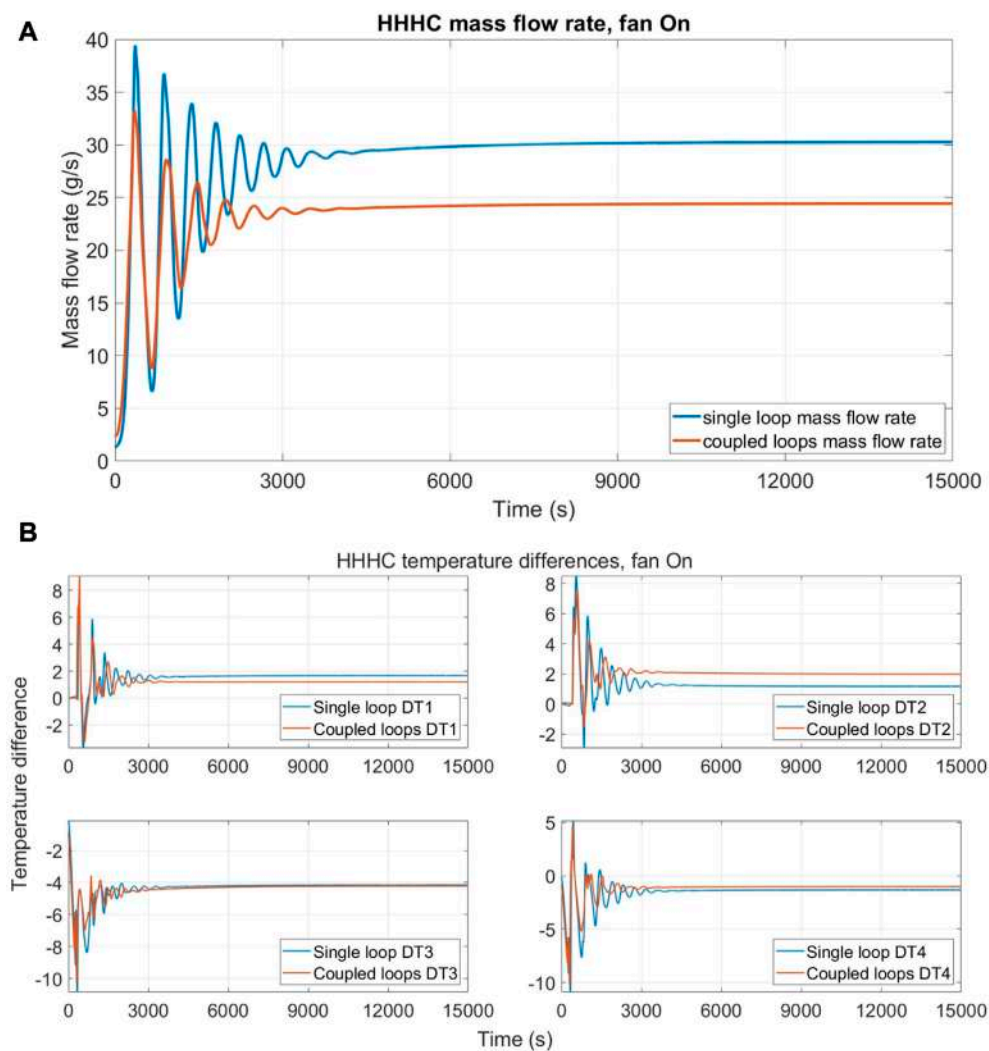 A
HHHC mass flow rate, fan On
40
35
30
25
20
15
10
5
0
Mass flow rate (g/s)
single loop mass flow rate
coupled loops mass flow rate
0 3000 6000 9000 12000 15000
Time (s)
B
HHHC temperature differences, fan On
Temperature difference
8
6
4
2
0
-2
Single loop DT1
Coupled loops DT1
0 3000 6000 9000 12000 15000
8
6
4
2
0
-2
Single loop DT2
Coupled loops DT2
0 3000 6000 9000 12000 15000
-2
-4
-6
-8
-10
Single loop DT3
Coupled loops DT3
0 3000 6000 9000 12000 15000
5
0
-5
-10
Single loop DT4
Coupled loops DT4
0 3000 6000 9000 12000 15000
Time (s)